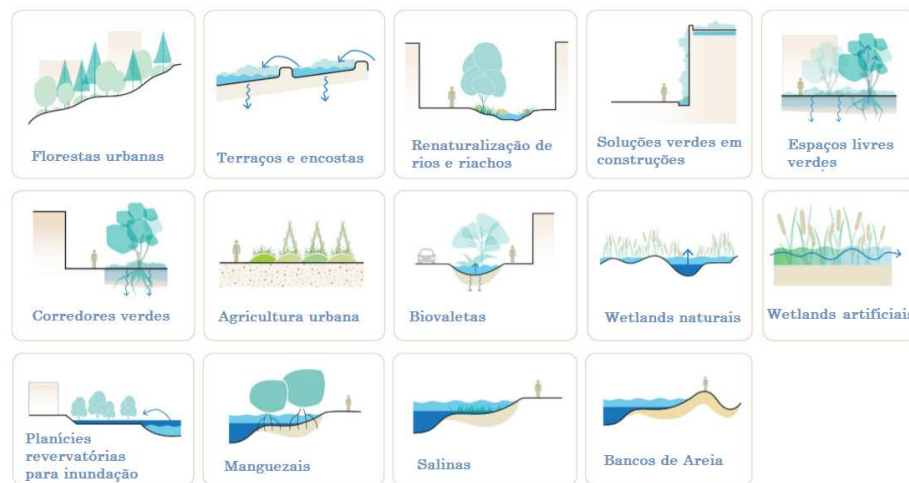 Florestas urbanas
Terraços e encostas
Renaturalização de
rios e riachos
Soluções verdes em
construções
Espaços livres
verdes
Corredores verdes
Agricultura urbana
Biovaletas
Wetlands naturais
Wetlands artificiais
Planícies
revervatórias
para inundação
Manguezais
Salinas
Bancos de Areia